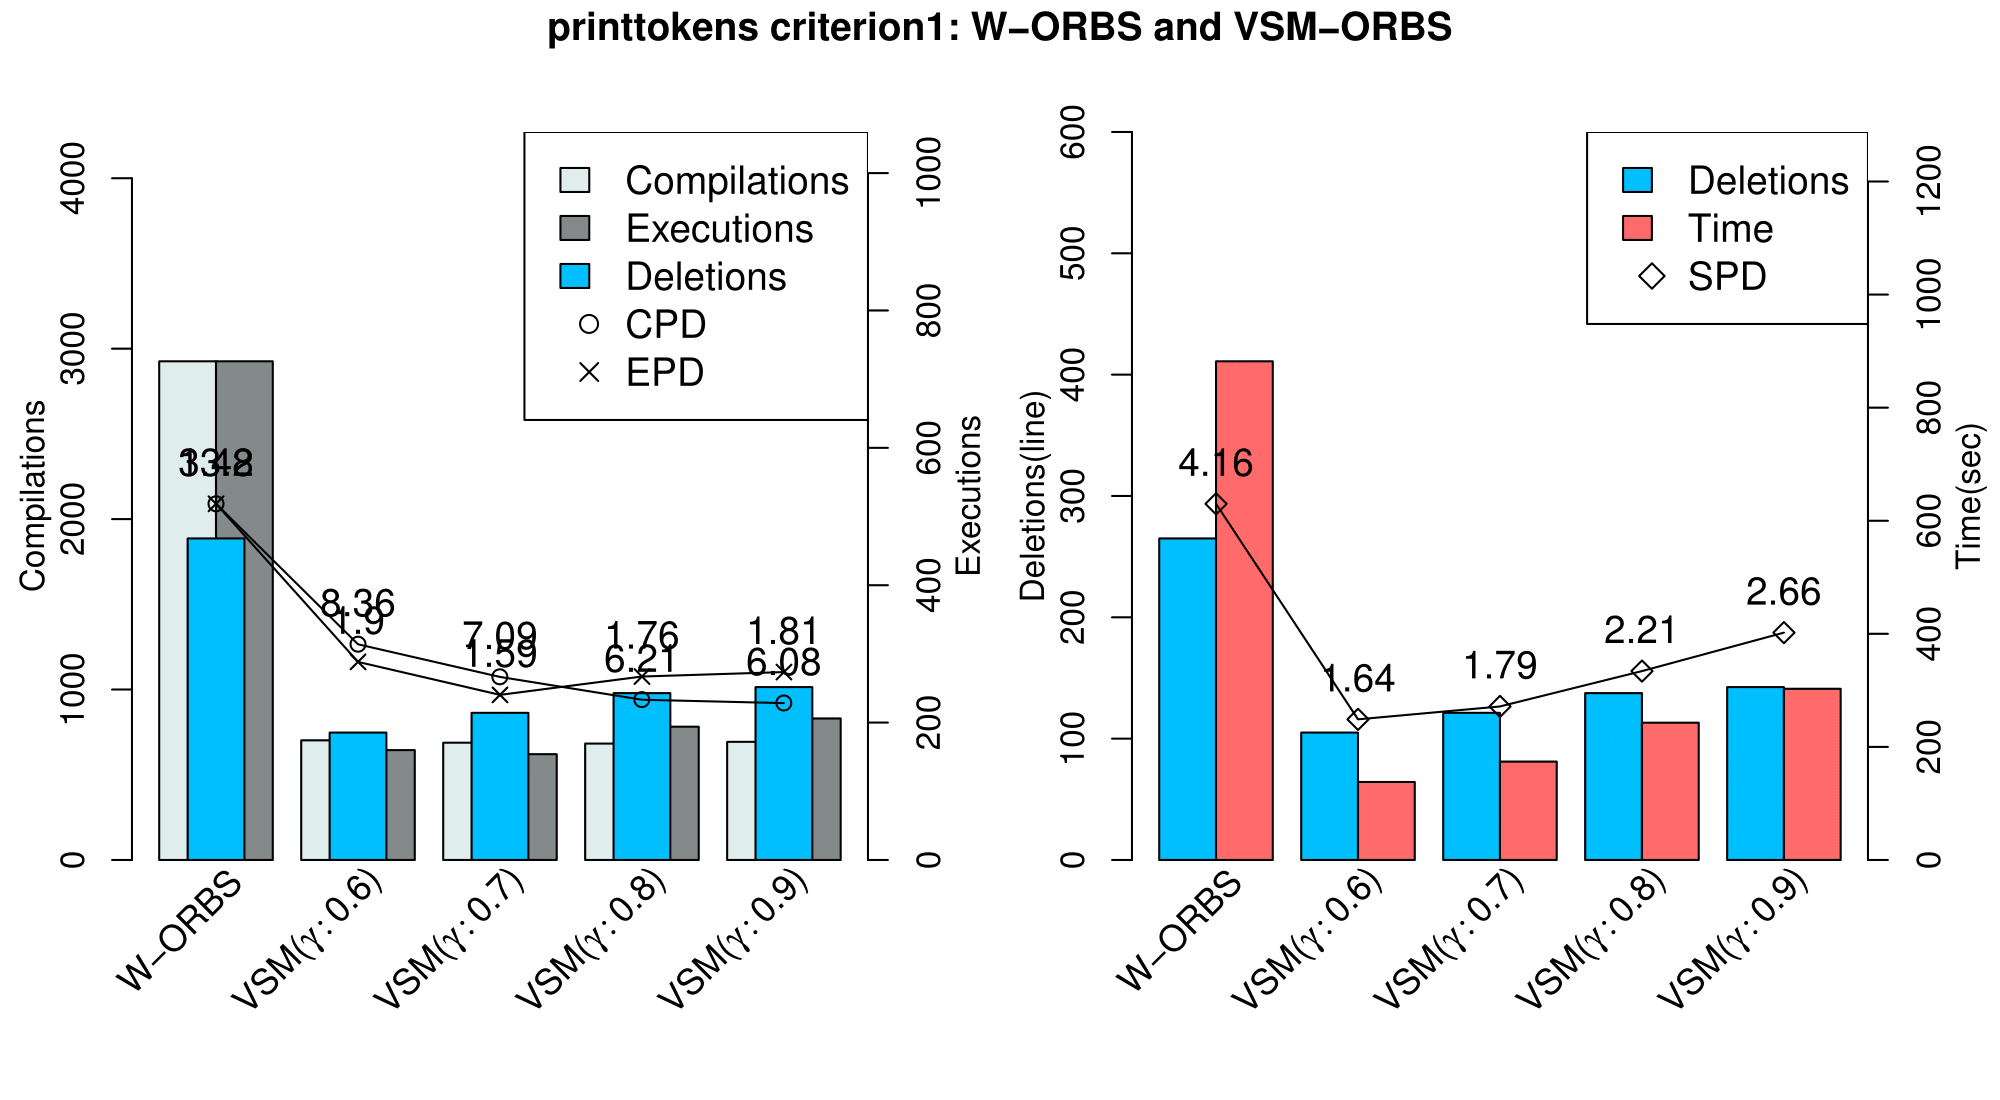 printtokens criterion1: W−ORBS and VSM−ORBS
Compilations
0
1000
2000
3000
4000
Executions
0
200
400
600
800
1000
Compilations
Executions
Deletions
CPD
EPD
8.36
1.9
7.09
1.59
1.76
6.21
1.81
6.08
W−ORBS
VSM(γ: : 0.6)
VSM(γ: : 0.7)
VSM(γ: : 0.8)
VSM(γ: : 0.9)
Deletions(line)
0
100
200
300
400
500
600
Time(sec)
0
200
400
600
800
1000
1200
Deletions
Time
SPD
4.16
1.64
1.79
2.21
2.66
W−ORBS
VSM(γ: : 0.6)
VSM(γ: : 0.7)
VSM(γ: : 0.8)
VSM(γ: : 0.9)